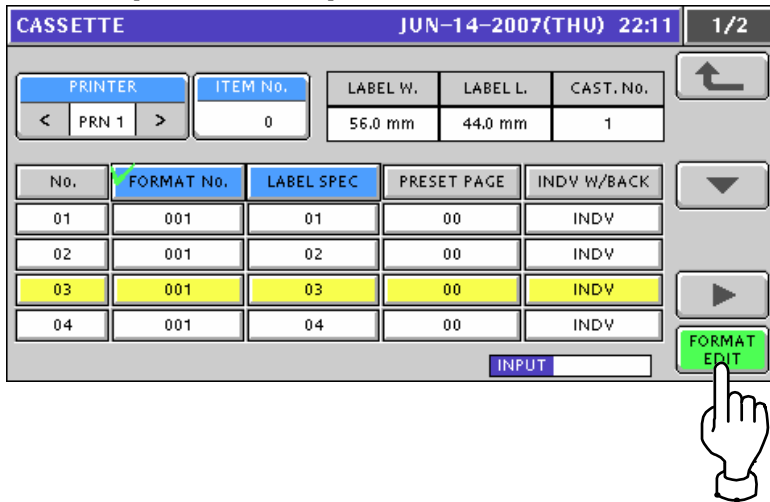 CASSETTE JUN-14-2007(THU) 22:11 1/2
PRINTER ITEM No. LABEL W. LABEL L. CAST. No.
< PRN 1 > 0 56.0 mm 44.0 mm 1
No. FORMAT No. LABEL SPEC PRESET PAGE INDV W/BACK
01 001 01 00 INDV
02 001 02 00 INDV
03 001 03 00 INDV
04 001 04 00 INDV
FORMAT
EDIT
INPUT